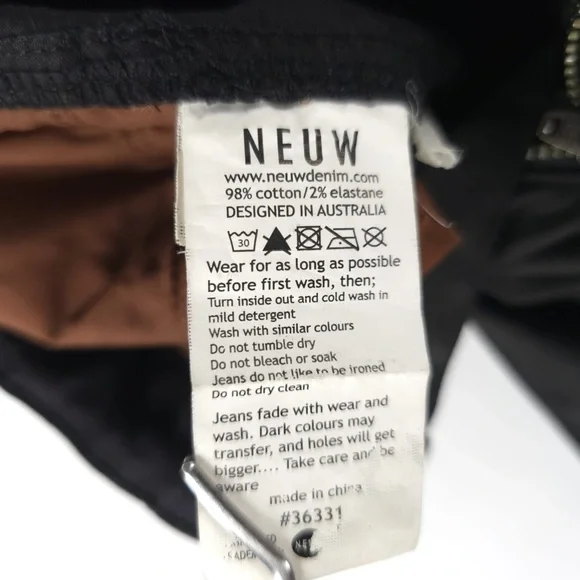 NEUW
www.neuwdenim.com
98% cotton/2% elastane
DESIGNED IN AUSTRALIA
30
Wear for as long as possible
before first wash, then;
Turn inside out and cold wash in
mild detergent
Wash with similar colours
Do not tumble dry
Do not bleach or soak
Jeans do not like to be ironed
Do not dry clean
Jeans fade with wear and
wash. Dark colours may
transfer, and holes will get
bigger.... Take care and be
aware
made in china
#36331